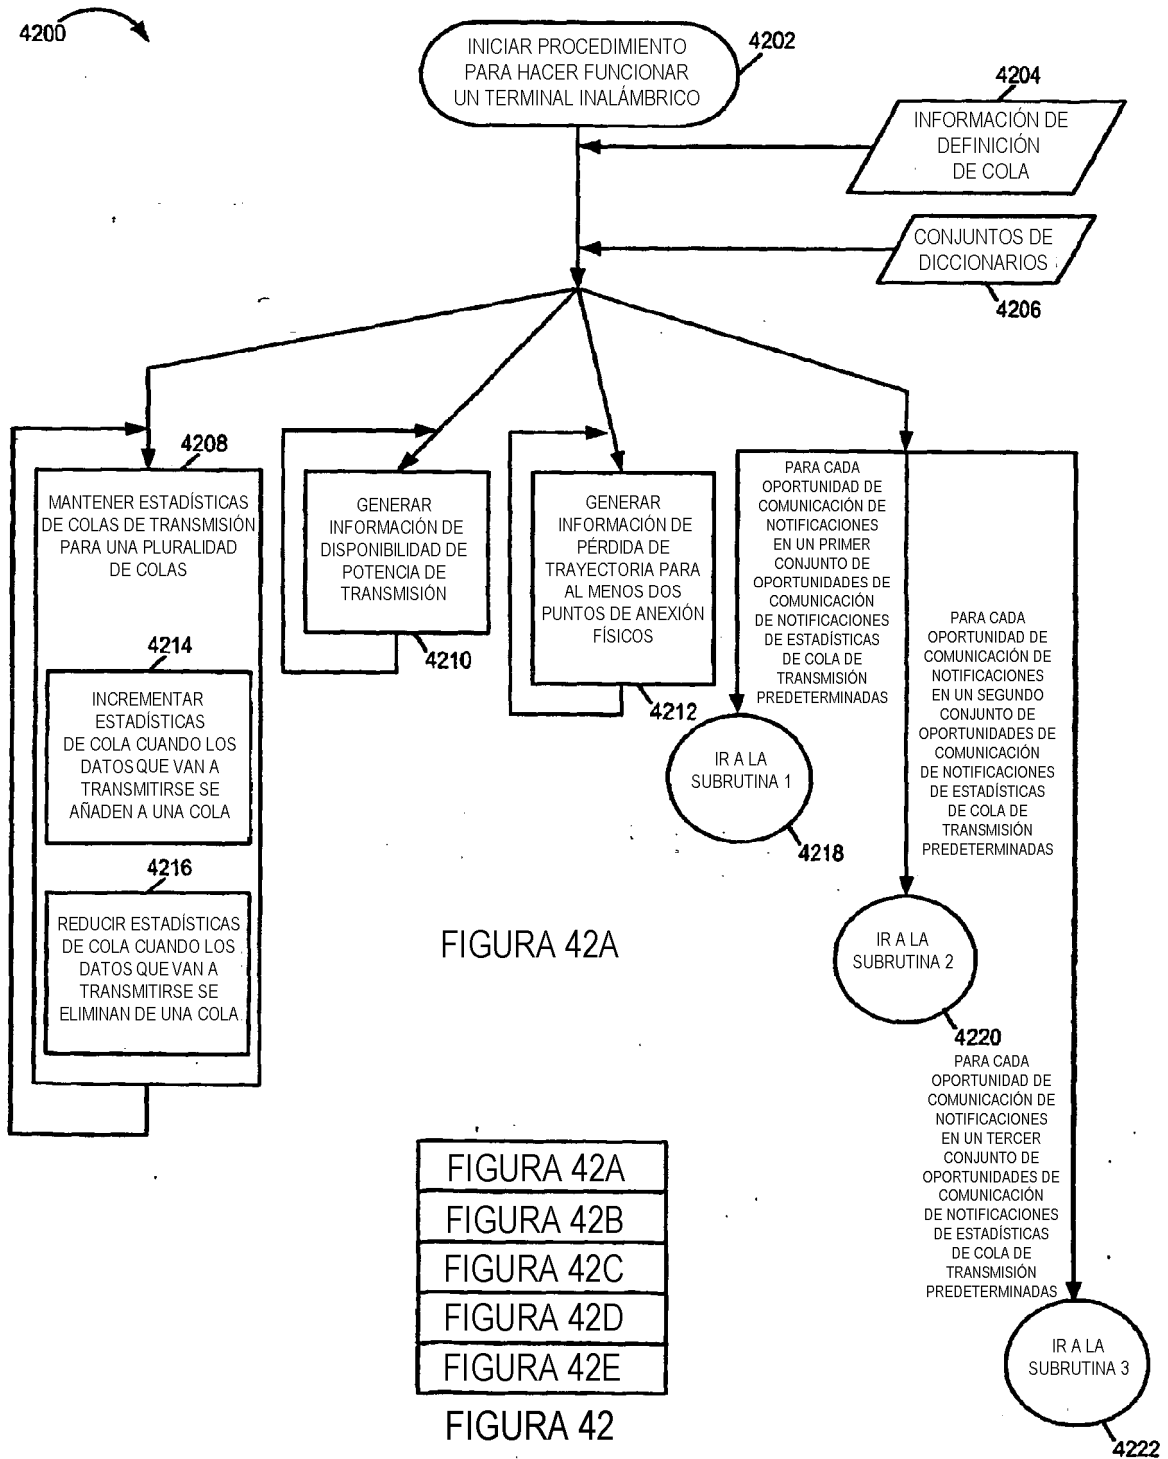 4200
INICIAR PROCEDIMIENTO
PARA HACER FUNCIONAR
UN TERMINAL INALÁMBRICO
4202
4204
INFORMACIÓN DE
DEFINICIÓN
DE COLA
CONJUNTOS DE
DICCIONARIOS
4206
4208
MANTENER ESTADÍSTICAS
DE COLAS DE TRANSMISIÓN
PARA UNA PLURALIDAD
DE COLAS
4214
INCREMENTAR
ESTADÍSTICAS
DE COLA CUANDO LOS
DATOS QUE VAN A
TRANSMITIRSE SE
AÑADEN A UNA COLA
4216
REDUCIR ESTADÍSTICAS
DE COLA CUANDO LOS
DATOS QUE VAN A
TRANSMITIRSE SE
ELIMINAN DE UNA COLA
GENERAR
INFORMACIÓN DE
DISPONIBILIDAD DE
POTENCIA DE
TRANSMISIÓN
4210
GENERAR
INFORMACIÓN DE
PÉRDIDA DE
TRAYECTORIA PARA
AL MENOS DOS
PUNTOS DE ANEXIÓN
FÍSICOS
4212
PARA CADA
OPORTUNIDAD DE
COMUNICACIÓN DE
NOTIFICACIONES
EN UN PRIMER
CONJUNTO DE
OPORTUNIDADES DE
COMUNICACIÓN
DE NOTIFICACIONES
DE ESTADÍSTICAS
DE COLA DE
TRANSMISIÓN
PREDETERMINADAS
IR A LA
SUBRUTINA 1
4218
PARA CADA
OPORTUNIDAD DE
COMUNICACIÓN DE
NOTIFICACIONES
EN UN SEGUNDO
CONJUNTO DE
OPORTUNIDADES DE
COMUNICACIÓN
DE NOTIFICACIONES
DE ESTADÍSTICAS
DE COLA DE
TRANSMISIÓN
PREDETERMINADAS
IR A LA
SUBRUTINA 2
4220
PARA CADA
OPORTUNIDAD DE
COMUNICACIÓN DE
NOTIFICACIONES
EN UN TERCER
CONJUNTO DE
OPORTUNIDADES DE
COMUNICACIÓN
DE NOTIFICACIONES
DE ESTADÍSTICAS
DE COLA DE
TRANSMISIÓN
PREDETERMINADAS
IR A LA
SUBRUTINA 3
4222
FIGURA 42A
FIGURA 42A
FIGURA 42B
FIGURA 42C
FIGURA 42D
FIGURA 42E
FIGURA 42